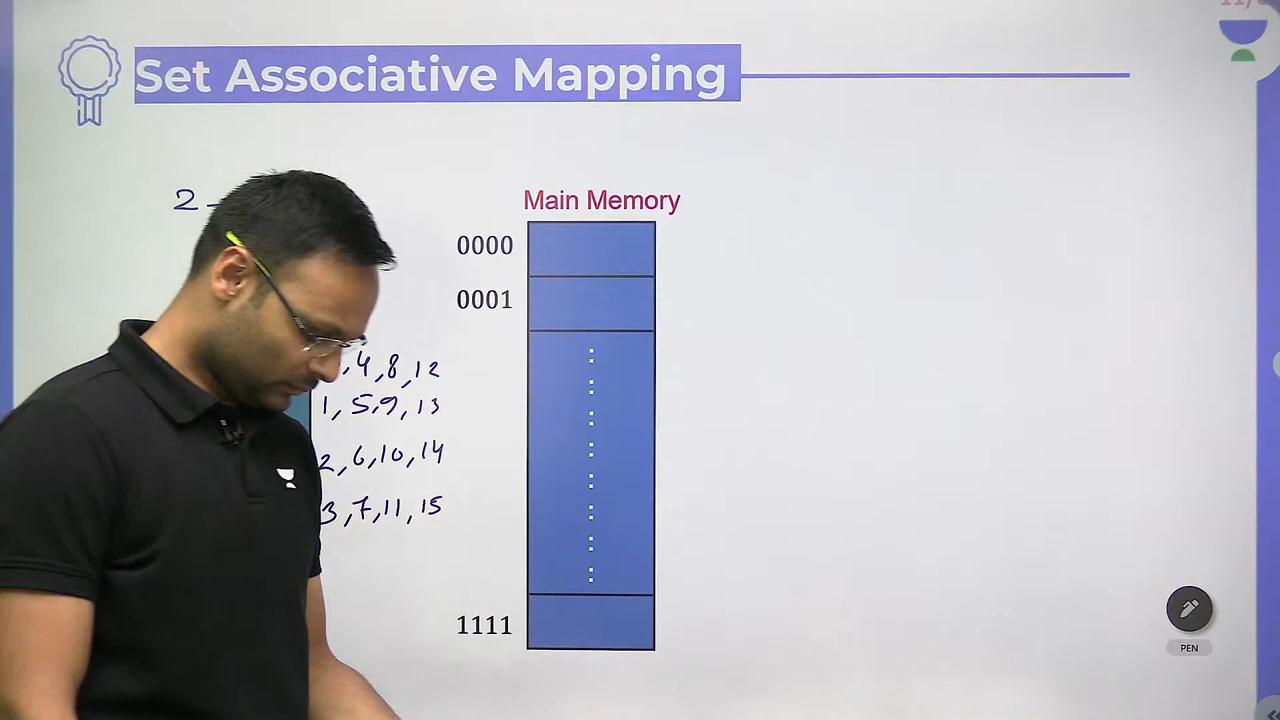 Set Associative Mapping
2 -
Main Memory
0000
0001
, 4, 8, 12
1, 5, 9, 13
2, 6, 10, 14
3, 7, 11, 15
1111
PEN